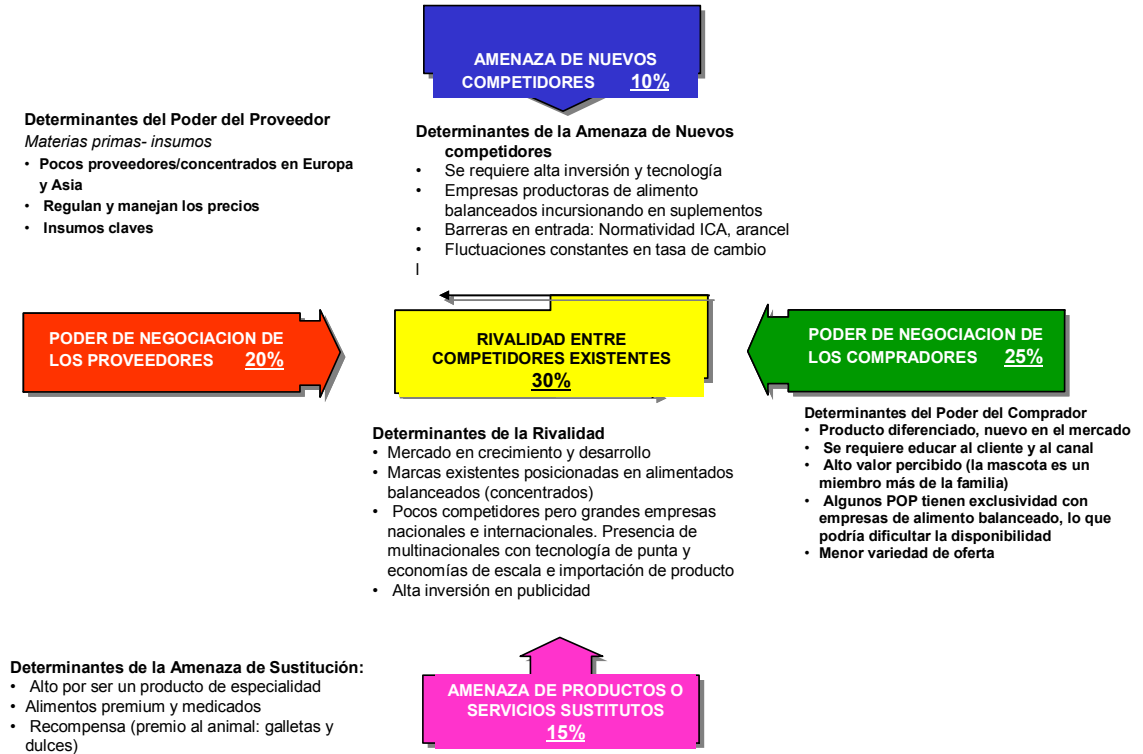 AMENAZA DE NUEVOS
COMPETIDORES 10%
Determinantes del Poder del Proveedor
Materias primas- insumos
• Pocos proveedores/concentrados en Europa
y Asia
• Regulan y manejan los precios
• Insumos claves
Determinantes de la Amenaza de Nuevos
competidores
• Se requiere alta inversión y tecnología
• Empresas productoras de alimento
balanceados incursionando en suplementos
• Barreras en entrada: Normatividad ICA, arancel
• Fluctuaciones constantes en tasa de cambio
l
PODER DE NEGOCIACION DE
LOS PROVEEDORES 20%
RIVALIDAD ENTRE
COMPETIDORES EXISTENTES
30%
PODER DE NEGOCIACION DE
LOS COMPRADORES 25%
Determinantes de la Rivalidad
• Mercado en crecimiento y desarrollo
• Marcas existentes posicionadas en alimentados
balanceados (concentrados)
• Pocos competidores pero grandes empresas
nacionales e internacionales. Presencia de
multinacionales con tecnología de punta y
economías de escala e importación de producto
• Alta inversión en publicidad
Determinantes del Poder del Comprador
• Producto diferenciado, nuevo en el mercado
• Se requiere educar al cliente y al canal
• Alto valor percibido (la mascota es un
miembro más de la familia)
• Algunos POP tienen exclusividad con
empresas de alimento balanceado, lo que
podría dificultar la disponibilidad
• Menor variedad de oferta
Determinantes de la Amenaza de Sustitución:
• Alto por ser un producto de especialidad
• Alimentos premium y medicados
• Recompensa (premio al animal: galletas y
dulces)
AMENAZA DE PRODUCTOS O
SERVICIOS SUSTITUTOS
15%